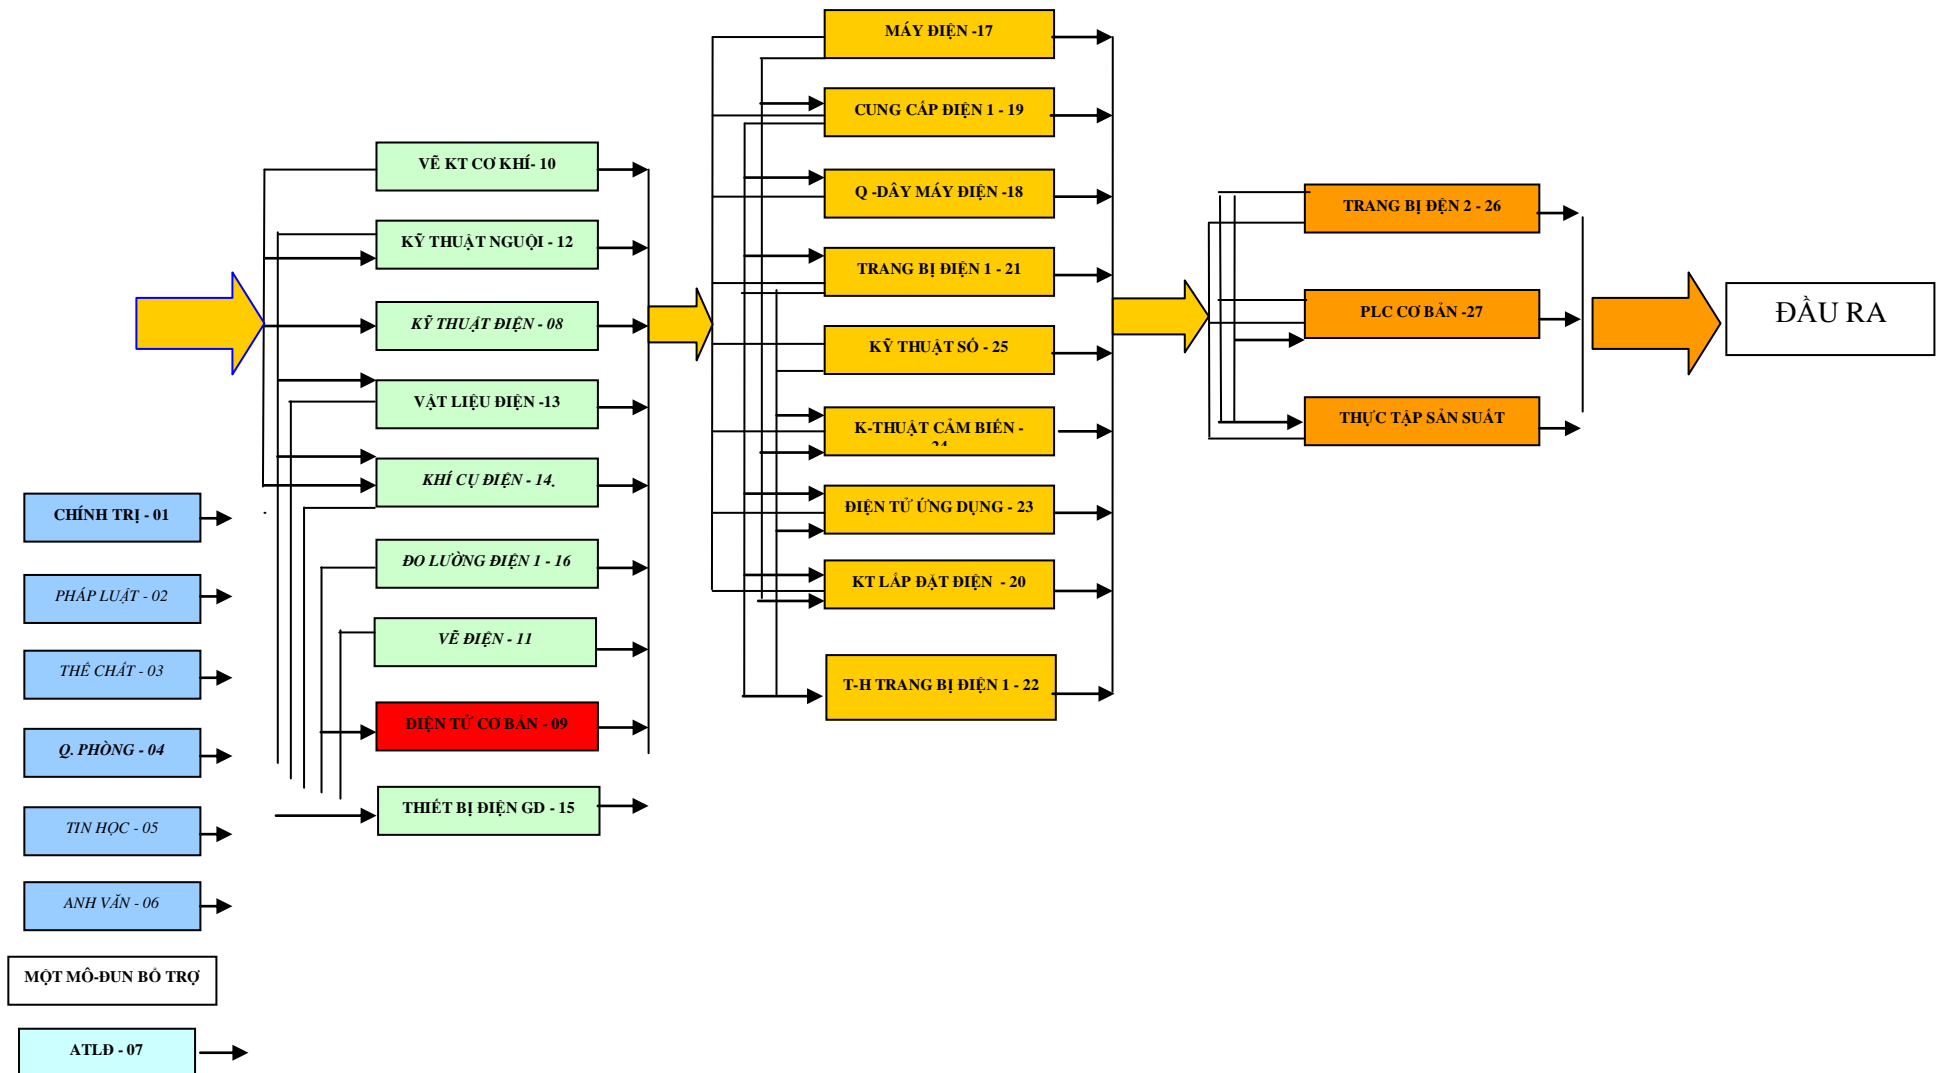 CHÍNH TRỊ - 01
PHÁP LUẬT - 02
THỂ CHẤT - 03
Q. PHÒNG - 04
TIN HỌC - 05
ANH VĂN - 06
MỘT MÔ-ĐUN BỔ TRỢ
ATLĐ - 07
VẼ KT CƠ KHÍ- 10
KỸ THUẬT NGUỘI - 12
KỸ THUẬT ĐIỆN - 08
VẬT LIỆU ĐIỆN -13
KHÍ CỤ ĐIỆN - 14.
ĐO LƯỜNG ĐIỆN 1 - 16
VẼ ĐIỆN - 11
ĐIỆN TỬ CƠ BẢN - 09
THIẾT BỊ ĐIỆN GD - 15
MÁY ĐIỆN -17
CUNG CẤP ĐIỆN 1 - 19
Q -DÂY MÁY ĐIỆN -18
TRANG BỊ ĐIỆN 1 - 21
KỸ THUẬT SỐ - 25
K-THUẬT CẢM BIẾN -
24
ĐIỆN TỬ ỨNG DỤNG - 23
KT LẮP ĐẶT ĐIỆN - 20
T-H TRANG BỊ ĐIỆN 1 - 22
TRANG BỊ ĐỆN 2 - 26
PLC CƠ BẢN -27
THỰC TẬP SẢN SUẤT
ĐẦU RA